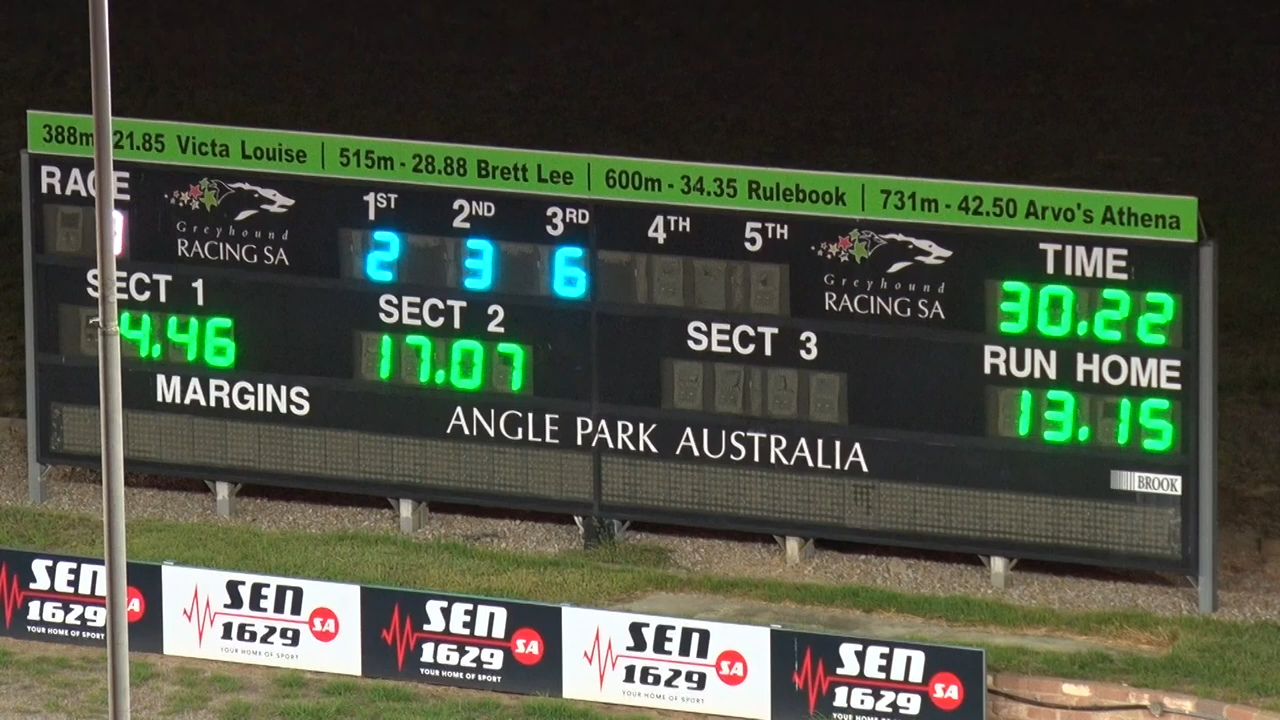 388m 21.85 Victa Louise | 515m - 28.88 Brett Lee | 600m - 34.35 Rulebook | 731m - 42.50 Arvo's Athena
RACE
Greyhound
RACING SA
1ST 2ND 3RD 4TH 5TH
2 3 6
Greyhound
RACING SA
TIME
30.22
SECT 1
4.46
SECT 2
17.07
SECT 3
RUN HOME
13.15
MARGINS
ANGLE PARK AUSTRALIA
BROOK
SEN
1629
YOUR HOME OF SPORT
SEN
1629 SA
YOUR HOME OF SPORT
SEN
1629 SA
YOUR HOME OF SPORT
SEN
1629 SA
YOUR HOME OF SPORT
SEN
1629 SA